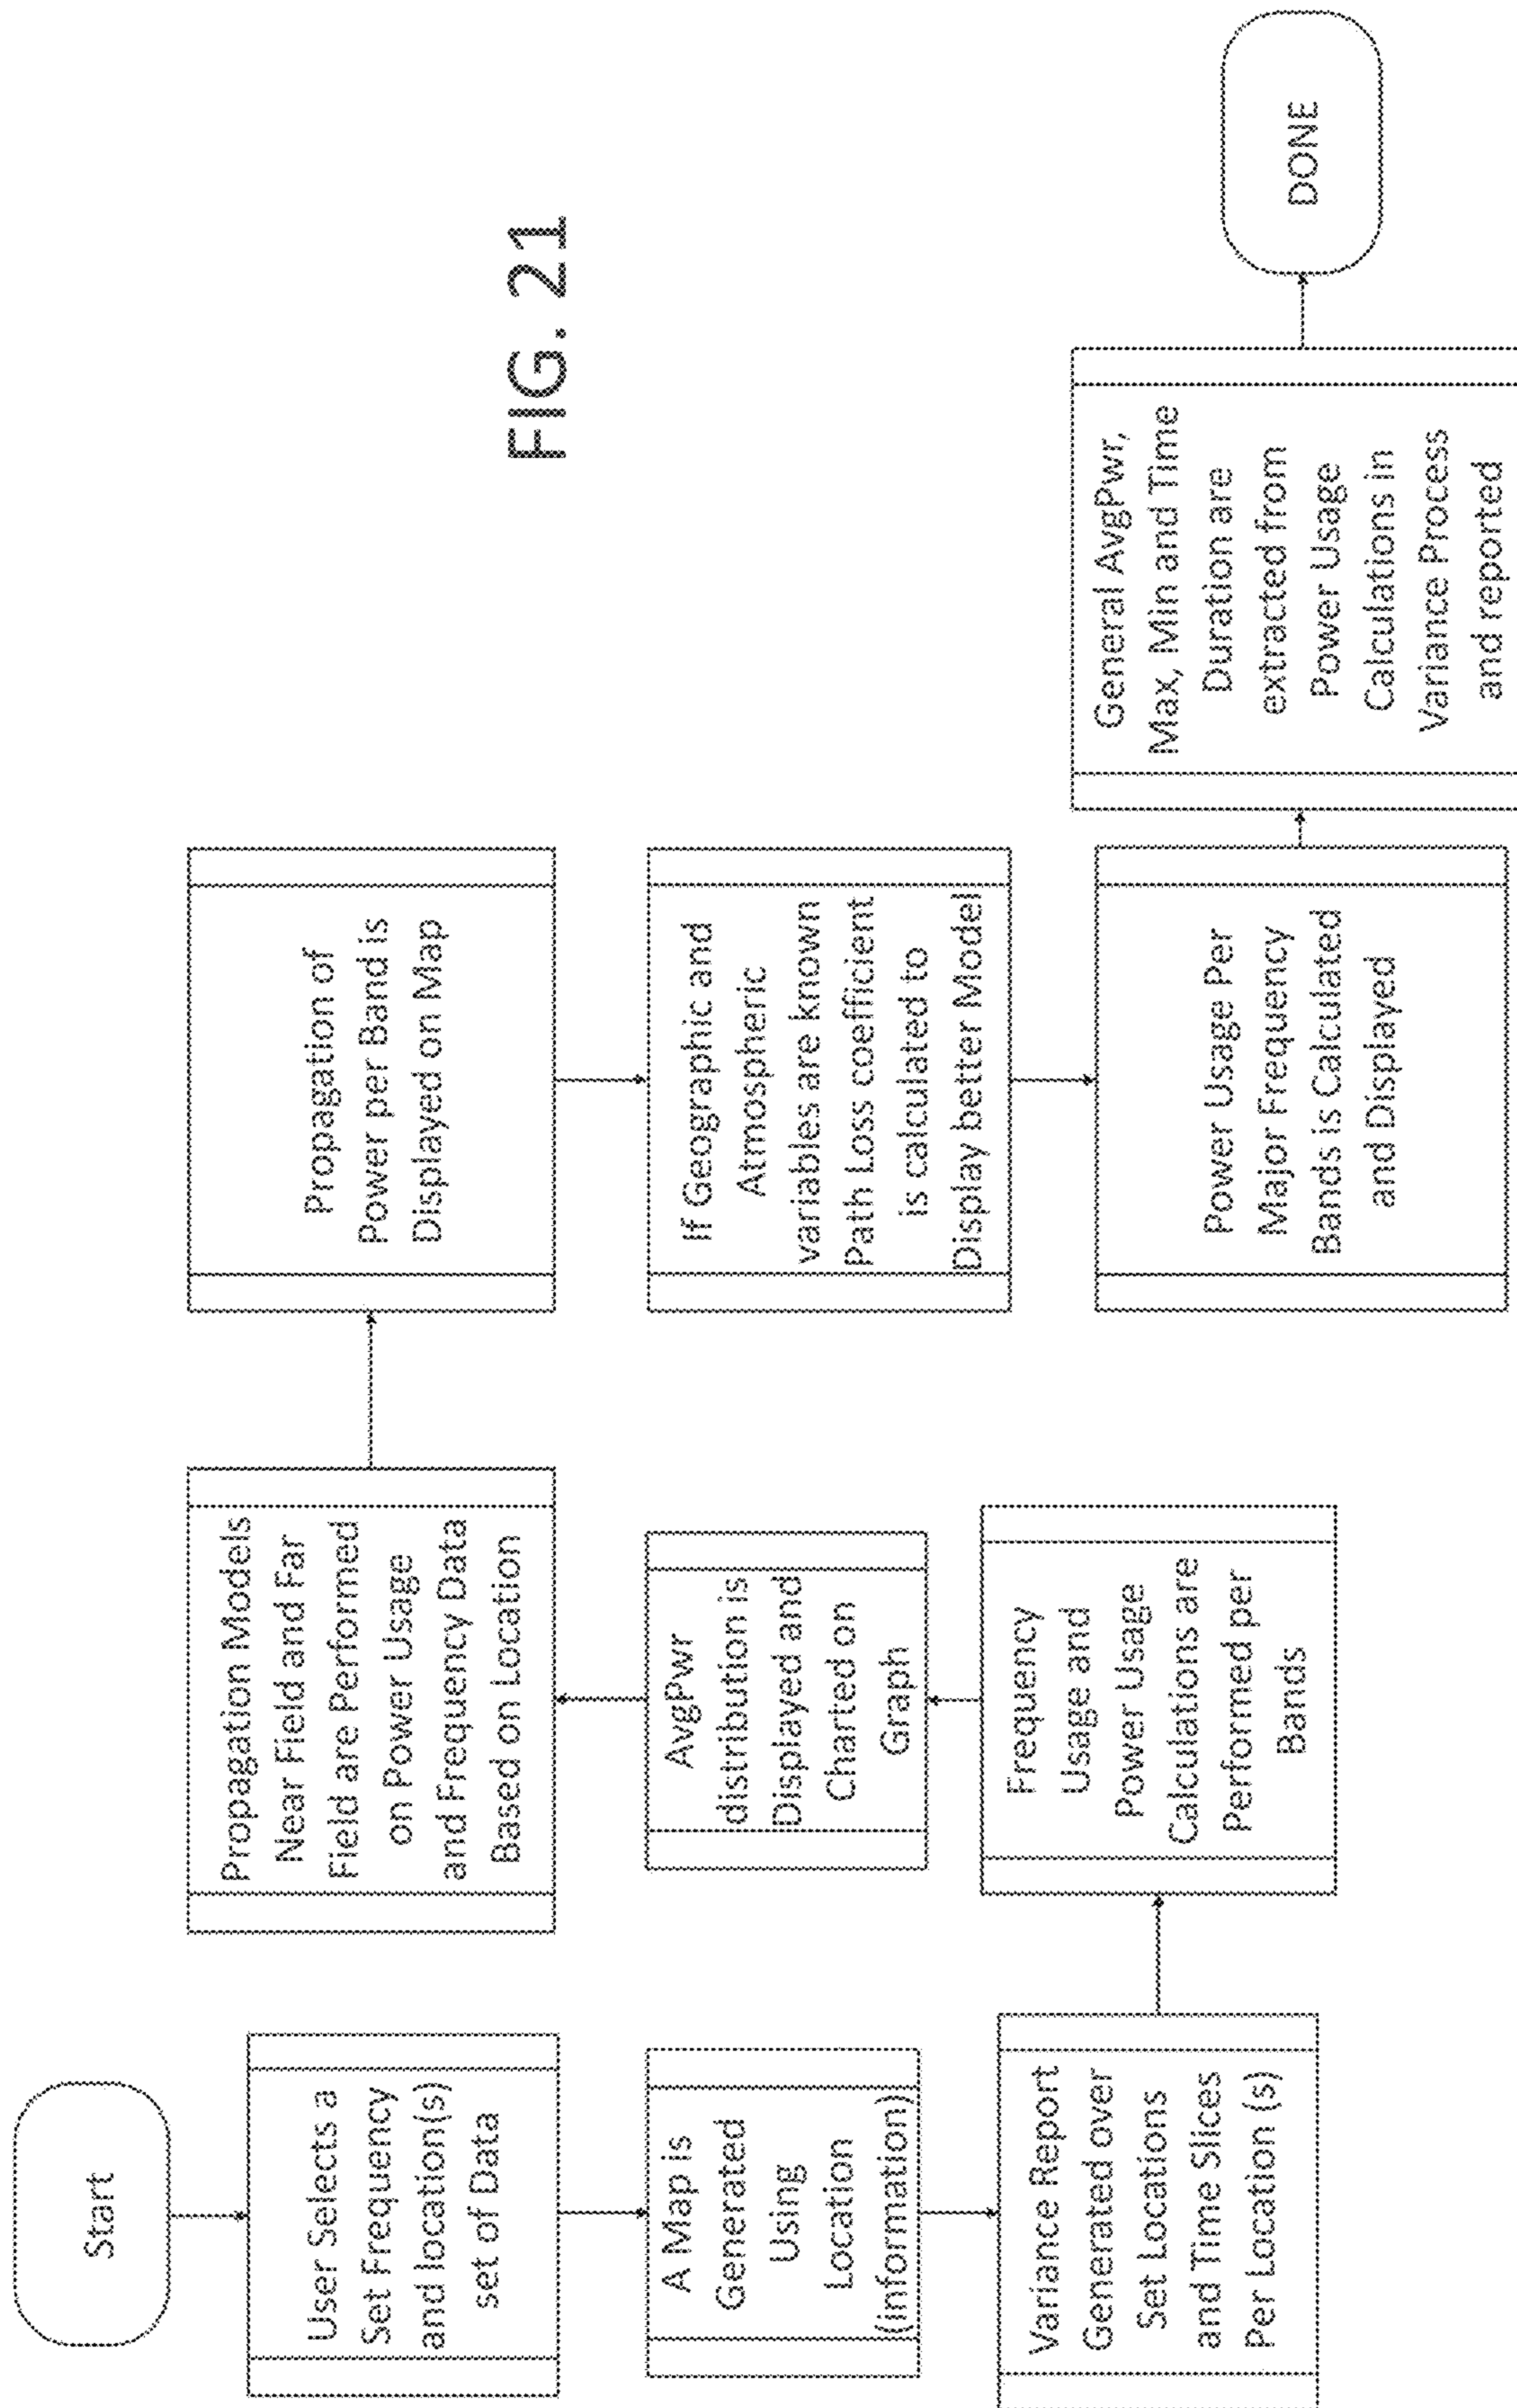 Start
User Selects a
Set Frequency
and location(s)
set of Data
A Map is
Generated
Using
Location
(information)
Variance Report
Generated over
Set Locations
and Time Slices
Per Location (s)
Frequency
Usage and
Power Usage
Calculations are
Performed per
Bands
AvgPwr
distribution is
Displayed and
Charted on
Graph
Propagation Models
Near Field and Far
Field are Performed
on Power Usage
and Frequency Data
Based on Location
Propagation of
Power per Band is
Displayed on Map
If Geographic and
Atmospheric
variables are known
Path Loss coefficient
is calculated to
Display better Model
Power Usage Per
Major Frequency
Bands is Calculated
and Displayed
General AvgPwr,
Max, Min and Time
Duration are
extracted from
Power Usage
Calculations in
Variance Process
and reported
DONE
FIG. 21